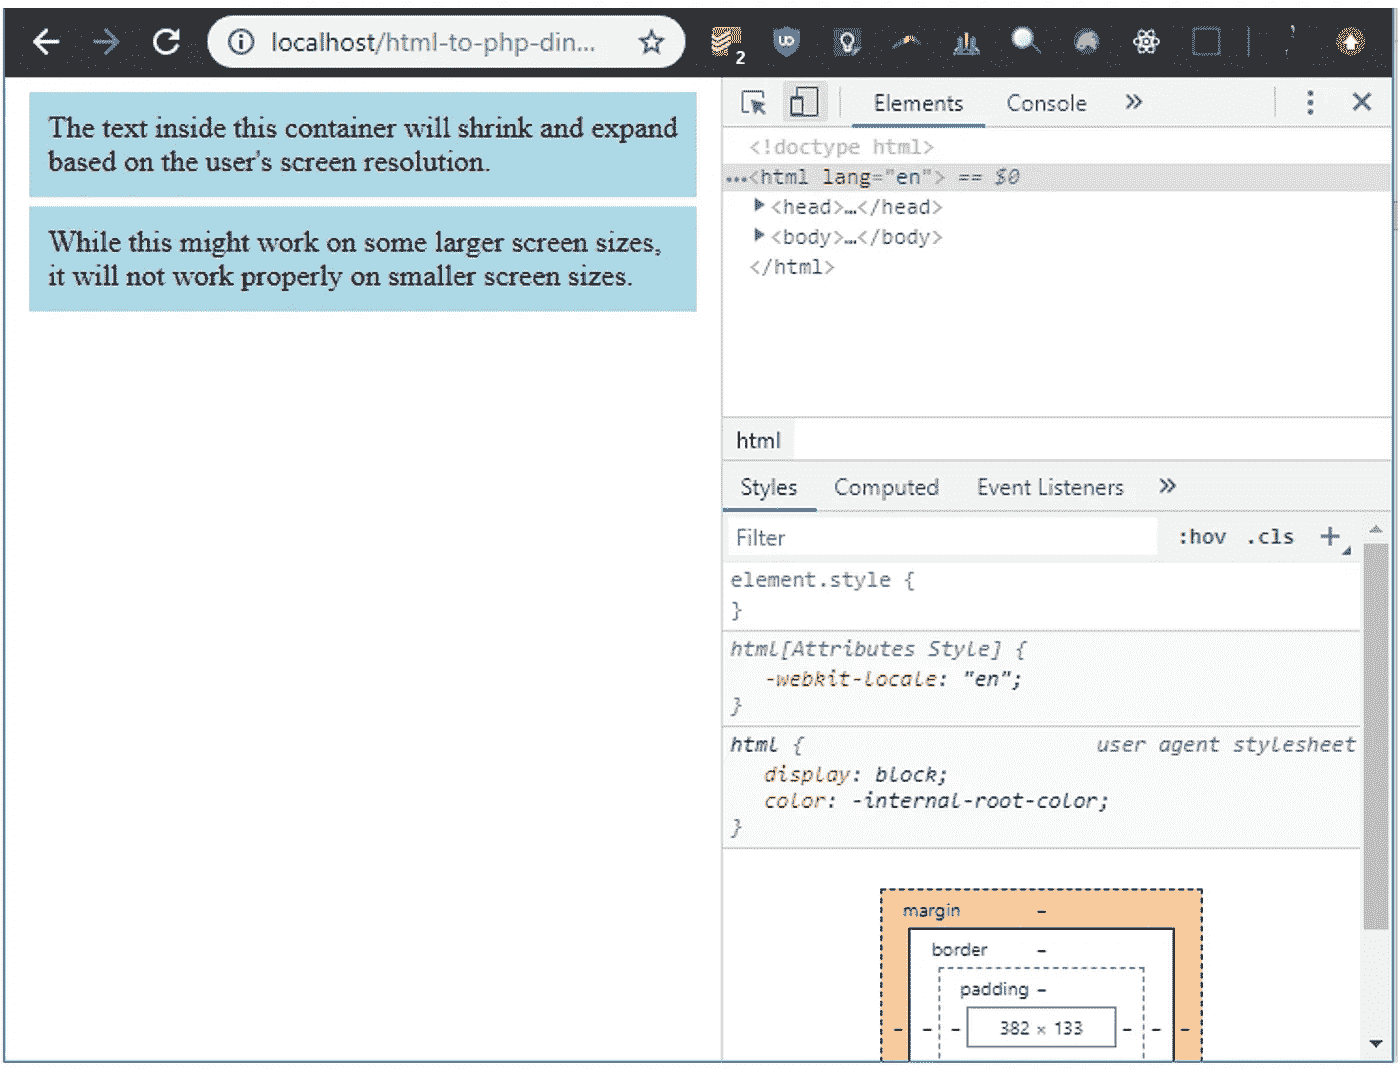 localhost/html-to-php-din...
2
The text inside this container will shrink and expand
based on the user's screen resolution.
While this might work on some larger screen sizes,
it will not work properly on smaller screen sizes.
Elements Console »
<!doctype html>
...<html lang="en"> == $0
<head>…</head>
<body>…</body>
</html>
html
Styles Computed Event Listeners »
Filter :hov .cls +
element.style {
}
html[Attributes Style] {
-webkit-locale: "en";
}
html { user agent stylesheet
display: block;
color: -internal-root-color;
}
margin –
border –
padding –
– – – 382 × 133 – – –